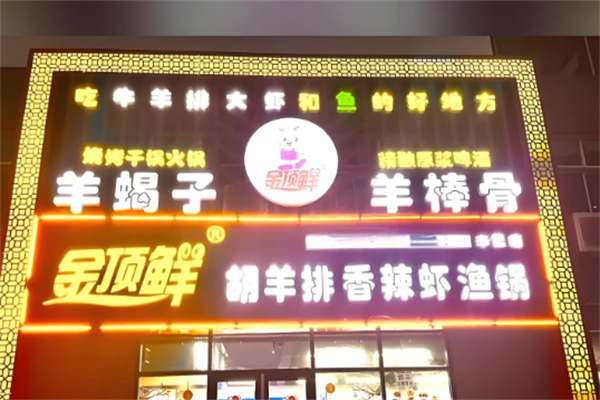 吃牛羊排大虾和鱼的好地方
烧烤干锅火锅
羊蝎子
金顶鲜
精酿原浆啤酒
羊棒骨
金顶鲜®
胡羊排香辣虾渔锅